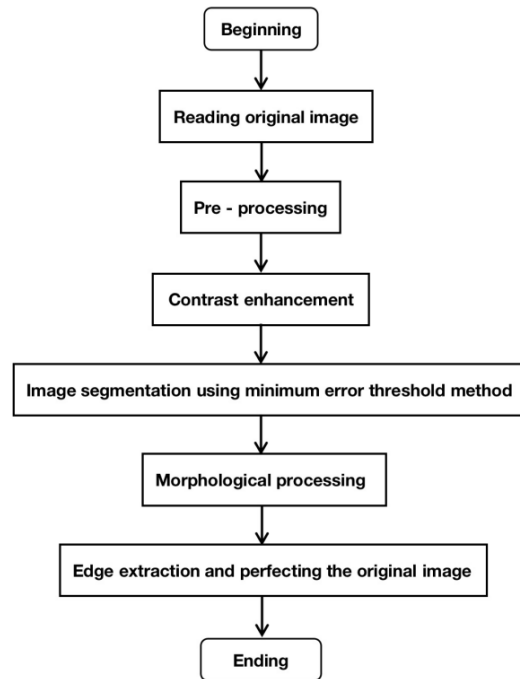 Beginning
Reading original image
Pre - processing
Contrast enhancement
Image segmentation using minimum error threshold method
Morphological processing
Edge extraction and perfecting the original image
Ending